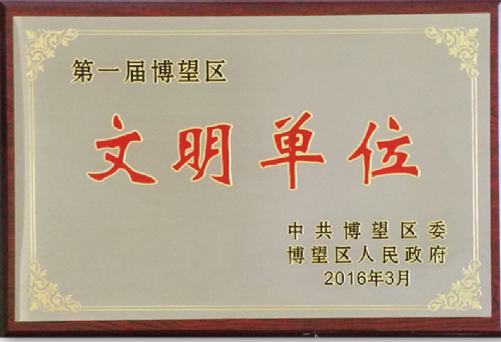 第一届博望区
文明单位
中共博望区委
博望区人民政府
2016年3月